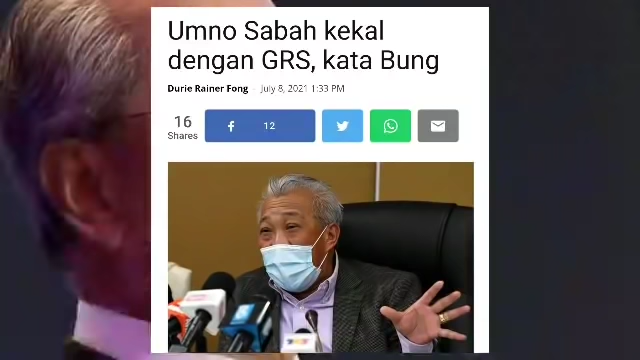 Umno Sabah kekal
dengan GRS, kata Bung
Durie Rainer Fong - July 8, 2021 1:33 PM
16
Shares
12